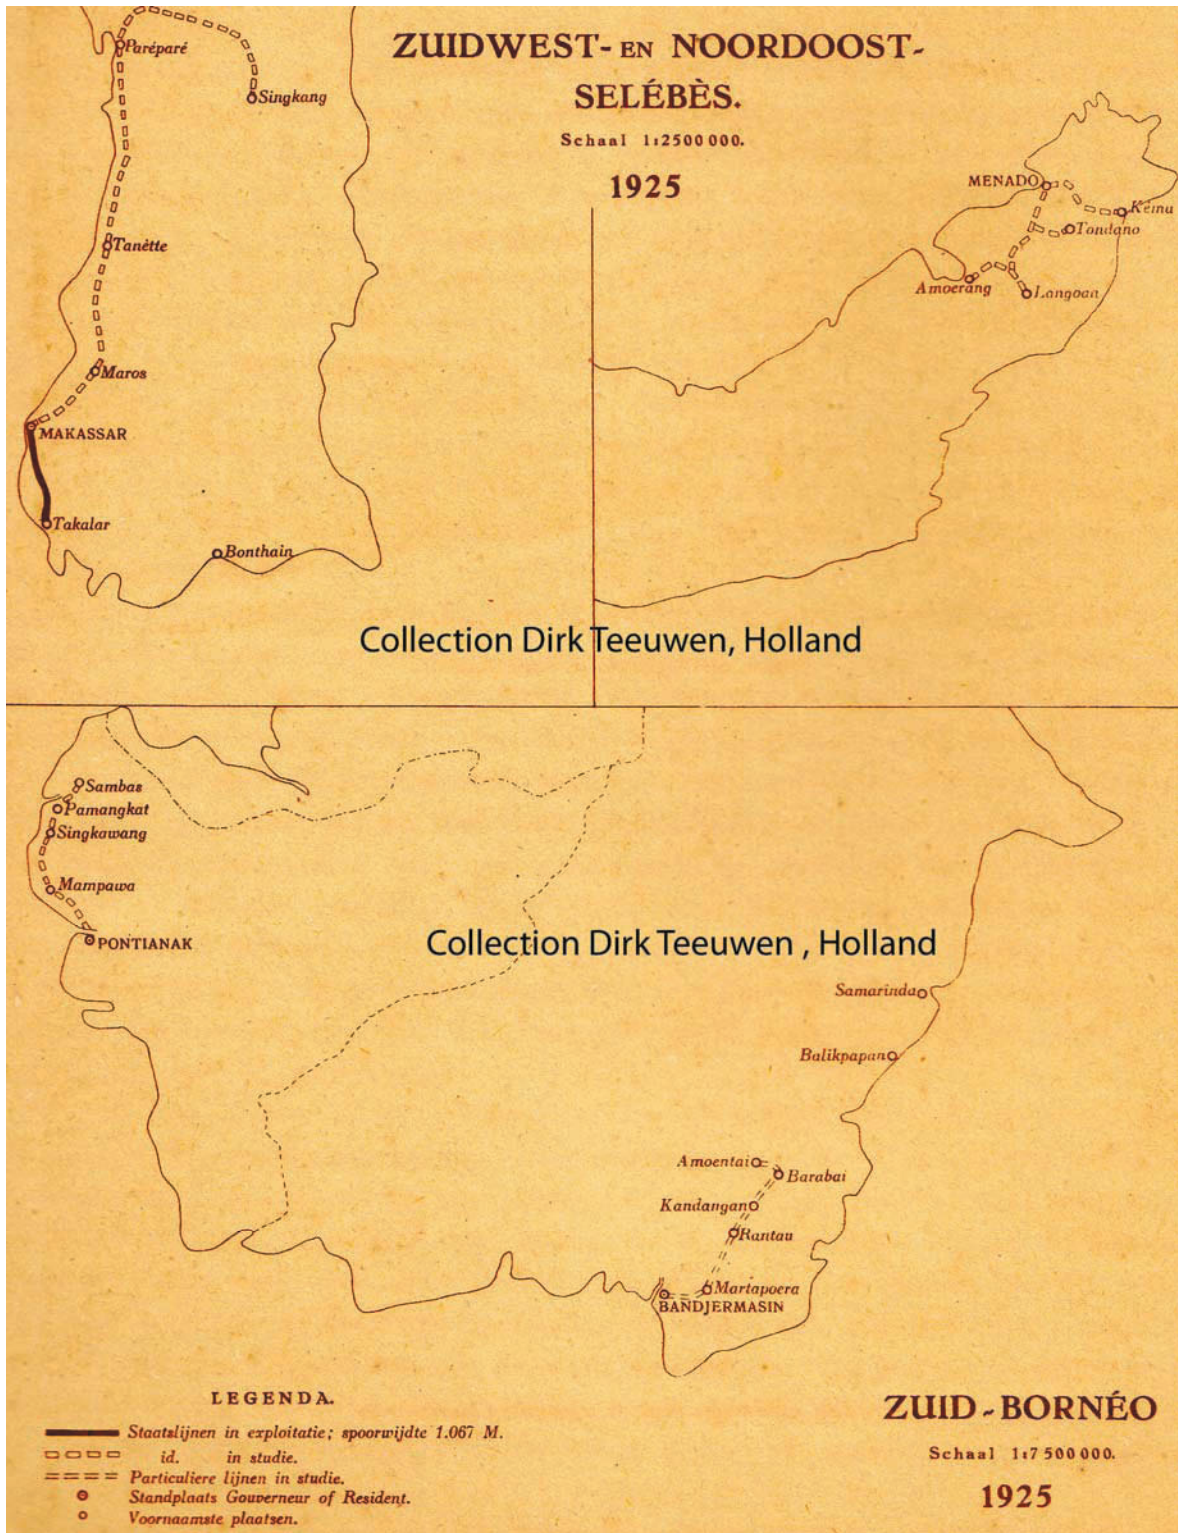 ZUIDWEST- EN NOORDOOST-
SELÉBÈS.
Schaal 1:2500000.
1925
Paréparé
Singkang
Tanètte
Maros
MAKASSAR
Takalar
Bonthain
MENADO
Kéma
Tondano
Amoerang
Langoan
Collection Dirk Teeuwen, Holland
Sambas
Pamangkat
Singkawang
Mampawa
PONTIANAK
Collection Dirk Teeuwen , Holland
Samarinda
Balikpapan
Amoentai
Barabai
Kandangan
Rantau
Martapoera
BANDJERMASIN
LEGENDA.
Staatslijnen in exploitatie; spoorwijdte 1.067 M.
id. in studie.
Particuliere lijnen in studie.
Standplaats Gouverneur of Resident.
Voornaamste plaatsen.
ZUID-BORNÉO
Schaal 1:7500000.
1925